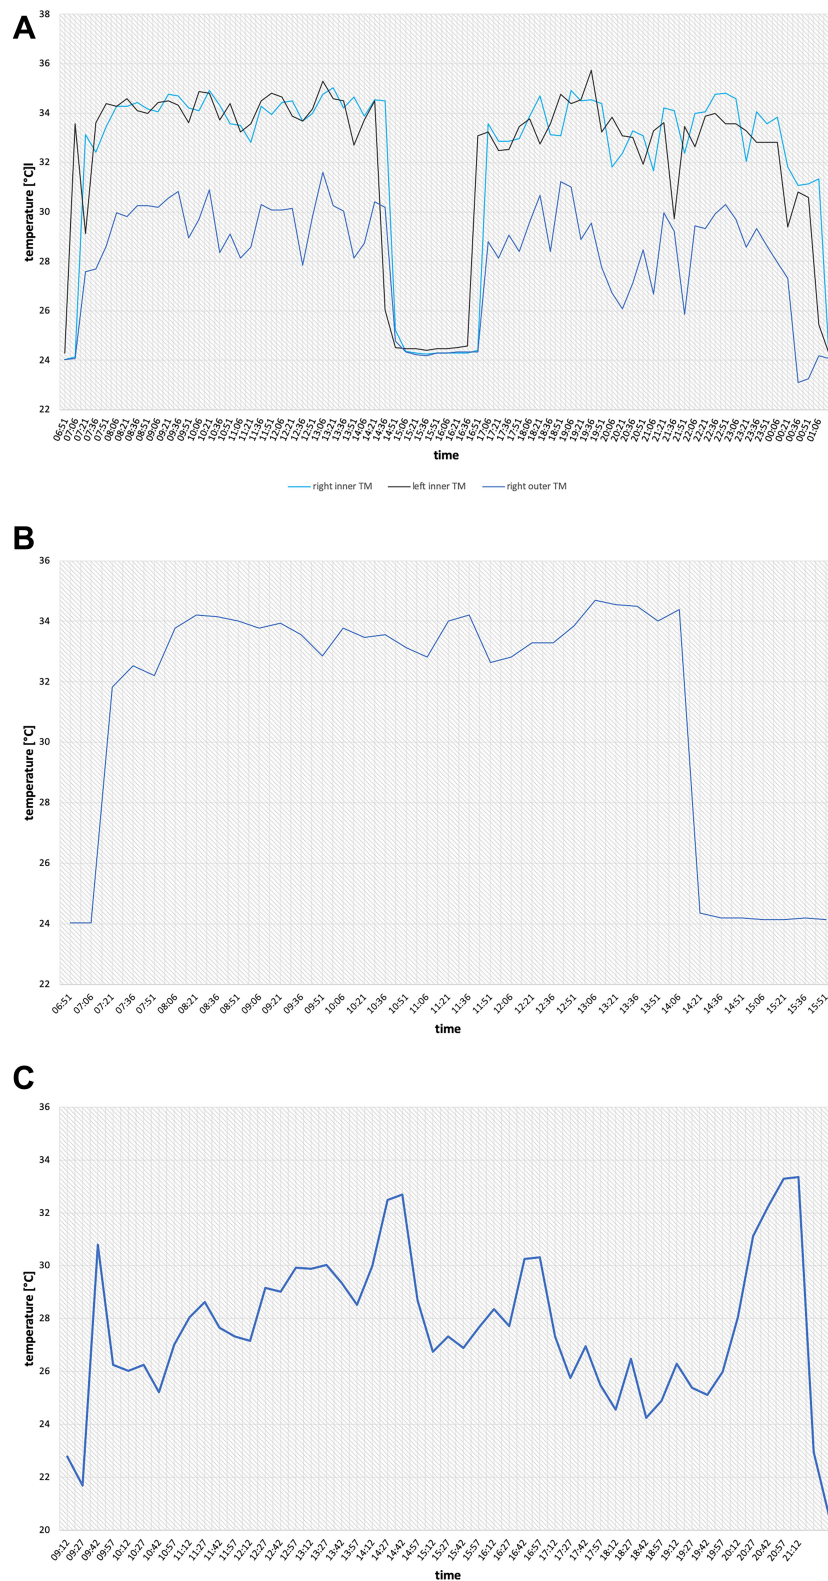 A
38
36
34
32
30
28
26
24
22
temperature [°C]l
06:51 07:06 07:21 07:36 07:51 08:06 08:21 08:36 08:51 09:06 09:21 09:36 09:51 10:06 10:21 10:36 10:51 11:06 11:21 11:36 11:51 12:06 12:21 12:36 12:51 13:06 13:21 13:36 13:51 14:06 14:21 14:36 14:51 15:06 15:21 15:36 15:51 16:06 16:21 16:36 16:51 17:06 17:21 17:36 17:51 18:06 18:21 18:36 18:51 19:06 19:21 19:36 19:51 20:06 20:21 20:36 20:51 21:06 21:21 21:36 21:51 22:06 22:21 22:36 22:51 23:06 23:21 23:36 23:51 00:06 00:21 00:36 00:51 01:06
time
right inner TM left inner TM right outer TM
B
36
34
32
30
28
26
24
22
temperature [°C]
06:51 07:06 07:21 07:36 07:51 08:06 08:21 08:36 08:51 09:06 09:21 09:36 09:51 10:06 10:21 10:36 10:51 11:06 11:21 11:36 11:51 12:06 12:21 12:36 12:51 13:06 13:21 13:36 13:51 14:06 14:21 14:36 14:51 15:06 15:21 15:36 15:51
time
C
36
34
32
30
28
26
24
22
20
temperature [°C]
09:12 09:27 09:42 09:57 10:12 10:27 10:42 10:57 11:12 11:27 11:42 11:57 12:12 12:27 12:42 12:57 13:12 13:27 13:42 13:57 14:12 14:27 14:42 14:57 15:12 15:27 15:42 15:57 16:12 16:27 16:42 16:57 17:12 17:27 17:42 17:57 18:12 18:27 18:42 18:57 19:12 19:27 19:42 19:57 20:12 20:27 20:42 20:57 21:12
time